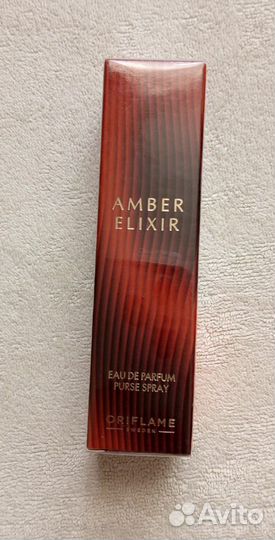 AMBER
ELIXIR
EAU DE PARFUM
PURSE SPRAY
ORIFLAME
SWEDEN
Avito